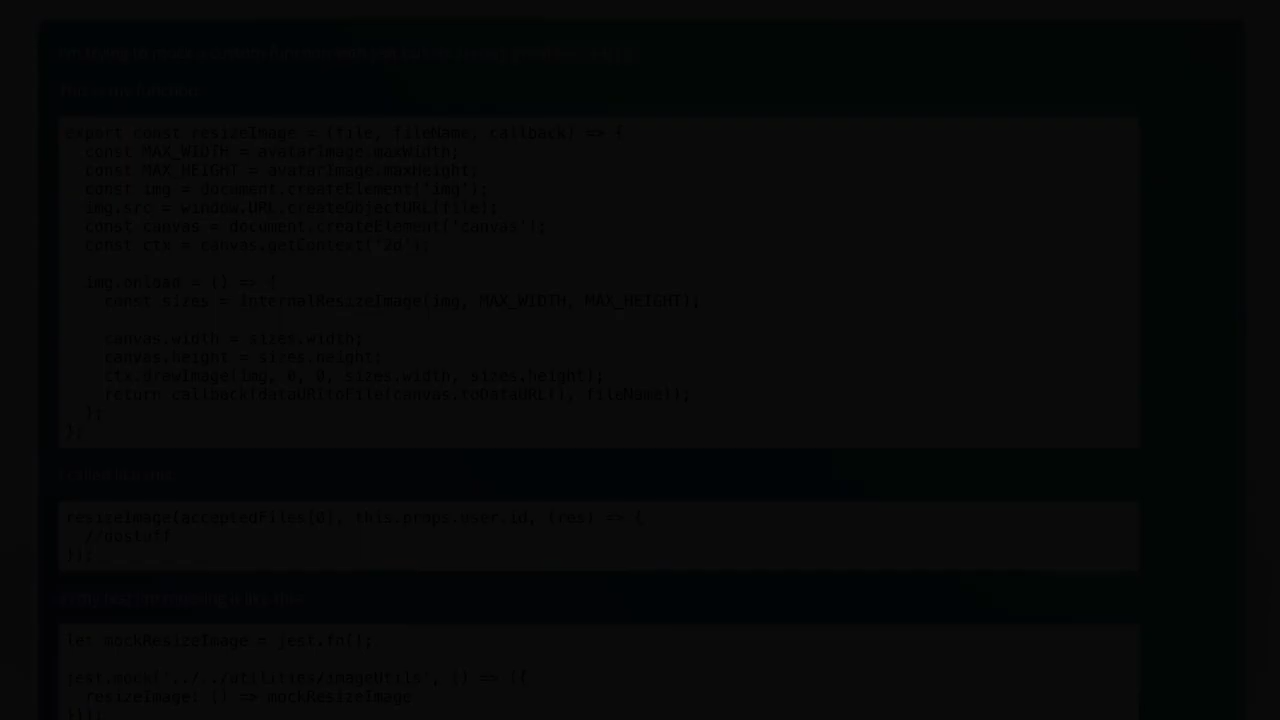 export const resizeImage = (file, fileName, callback) => {
  const MAX_WIDTH = avatarImage.maxWidth;
  const MAX_HEIGHT = avatarImage.maxHeight;
  const img = document.createElement('img');
  img.src = window.URL.createObjectURL(file);
  const canvas = document.createElement('canvas');
  const ctx = canvas.getContext('2d');
  img.onload = () => {
    const sizes = internalResizeImage(img, MAX_WIDTH, MAX_HEIGHT);
    canvas.width = sizes.width;
    canvas.height = sizes.height;
    ctx.drawImage(img, 0, 0, sizes.width, sizes.height);
    return callback(dataURItoFile(canvas.toDataURL(), fileName));
  };
};
resizeImage(acceptedFiles[0], this.props.user.id, (res) => {
  //dostuff
});
let mockResizeImage = jest.fn();
jest.mock('../../utilities/imageUtils', () => ({
  resizeImage: () => mockResizeImage
}));